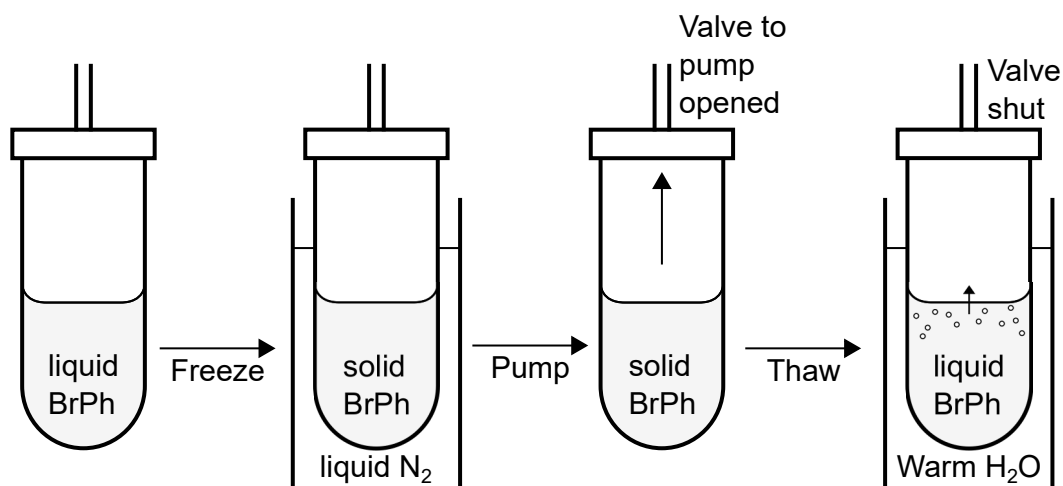 Valve to
pump
opened
Valve
shut
liquid
BrPh
Freeze
solid
BrPh
liquid N₂
Pump
solid
BrPh
Thaw
liquid
BrPh
Warm H₂O